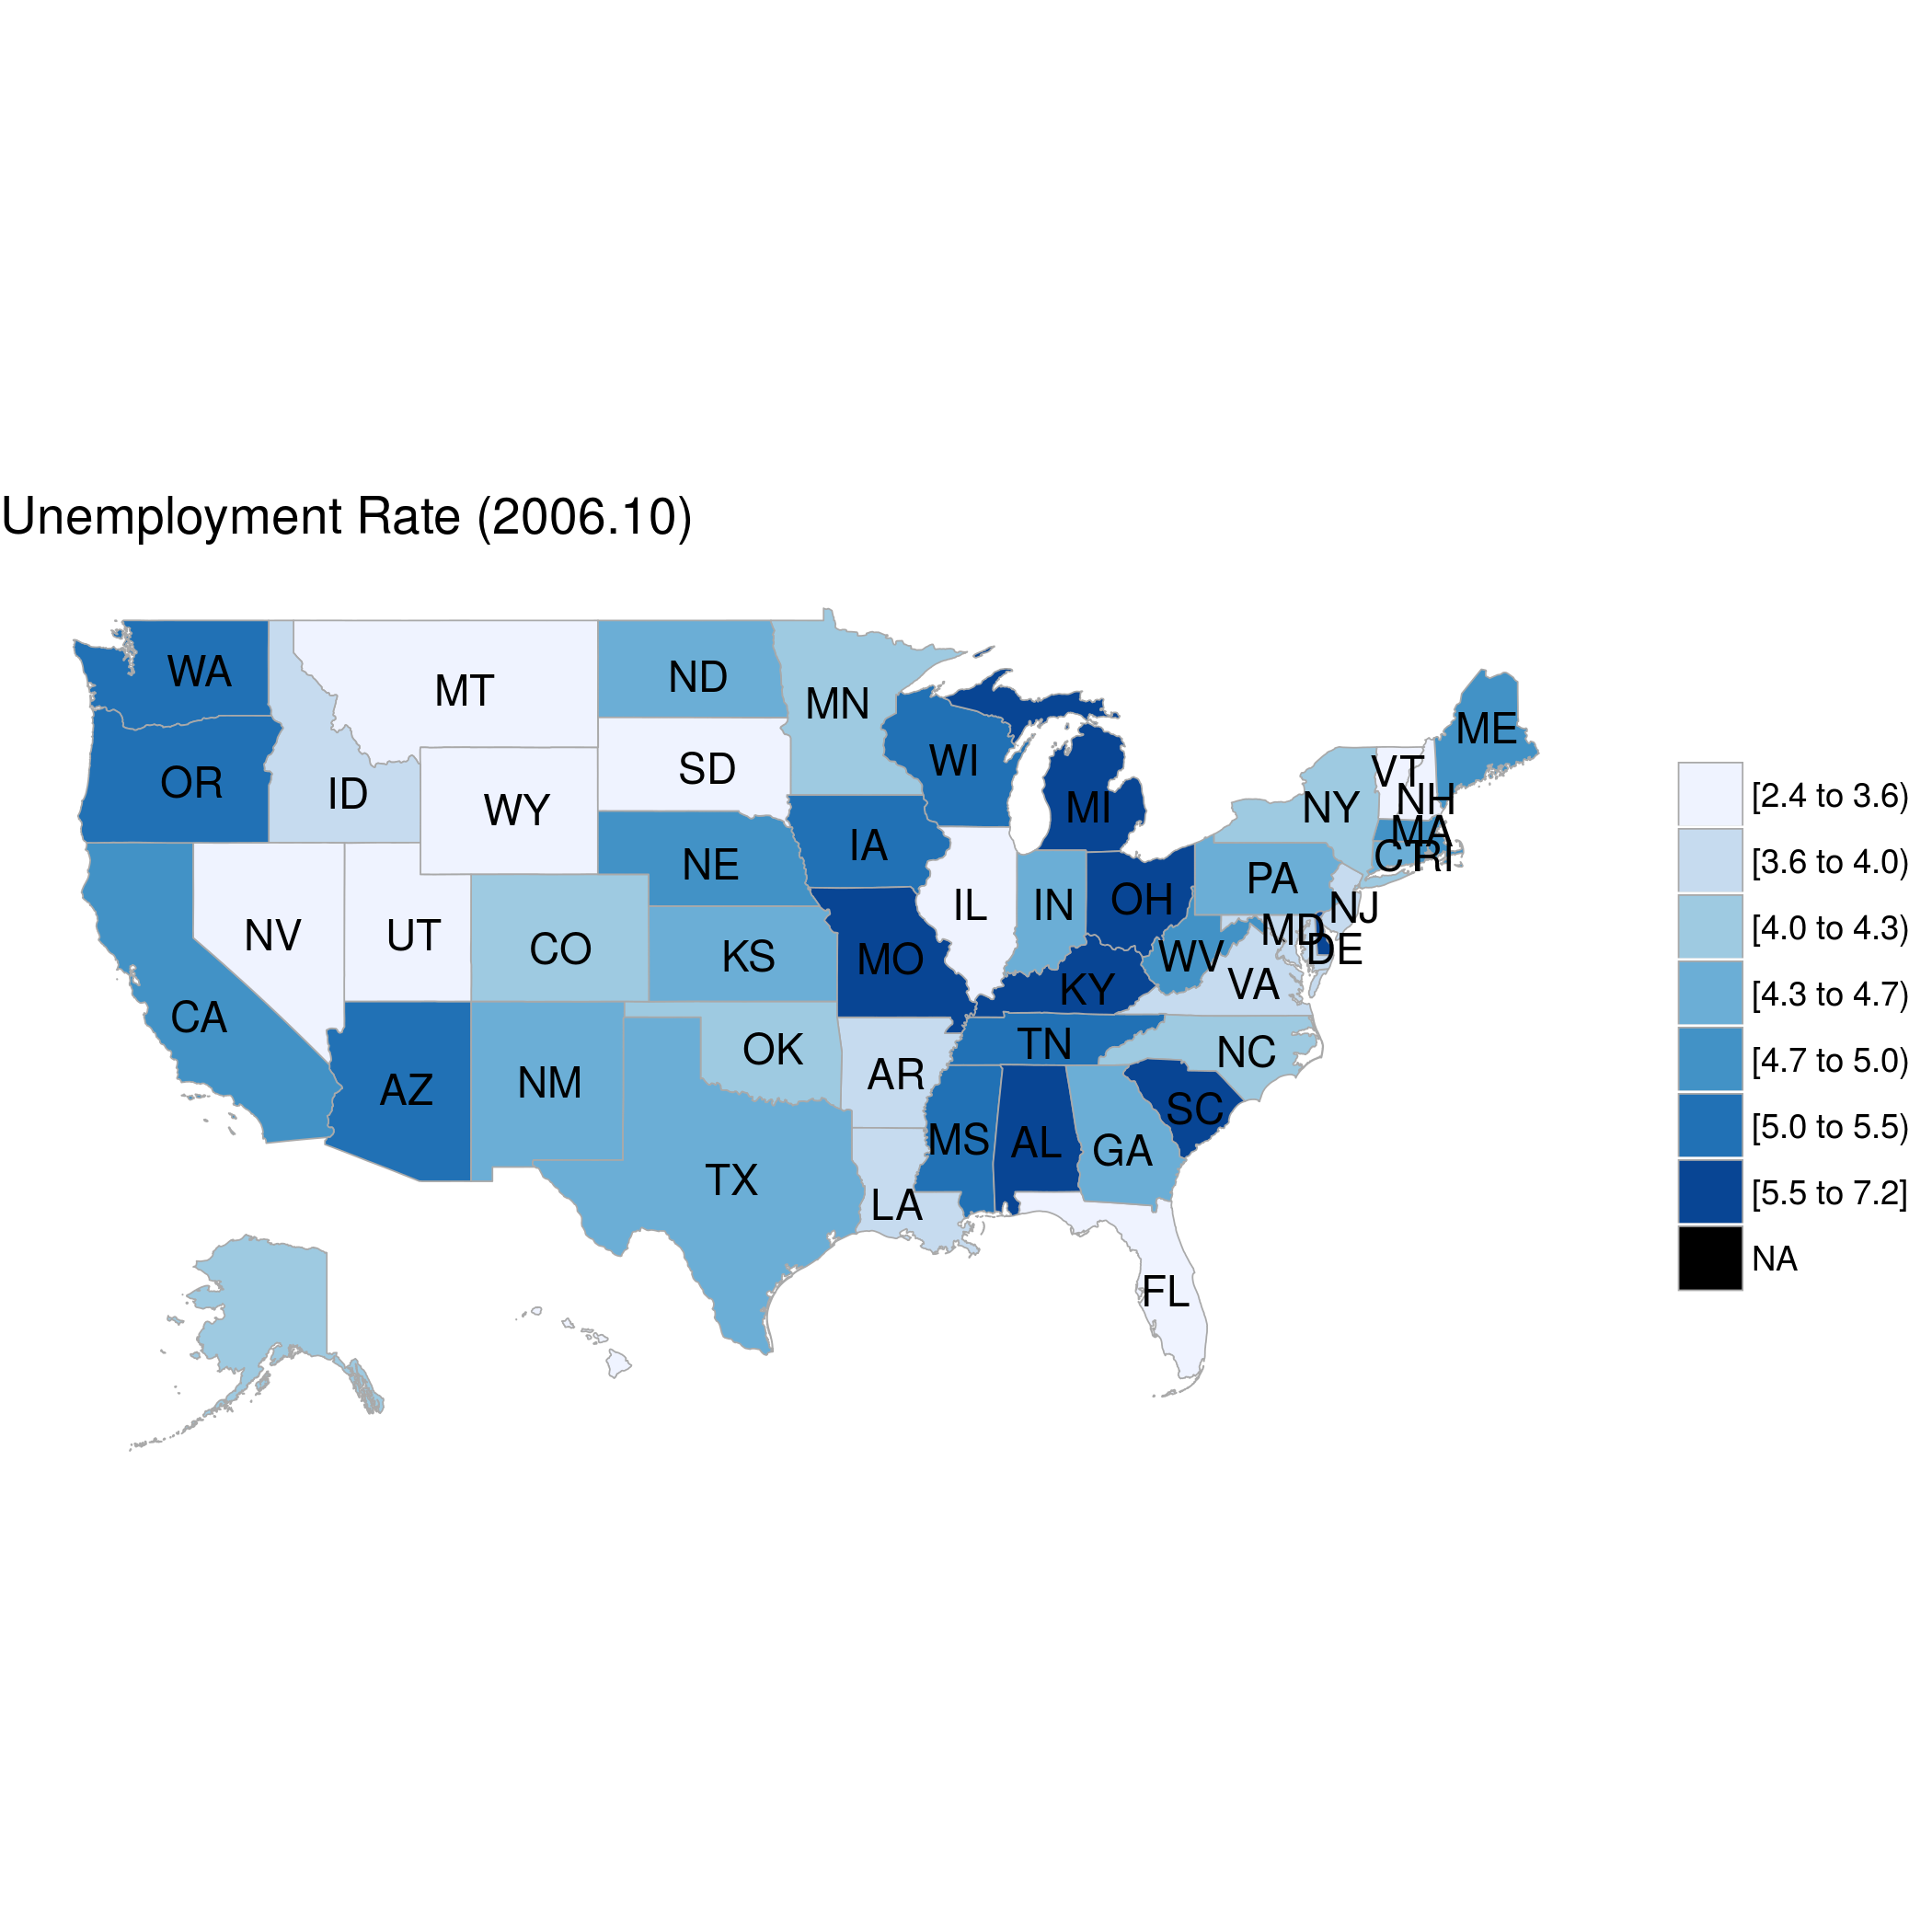 Unemployment Rate (2006.10)
WA
MT
ND
MN
ME
OR
ID
WY
SD
WI
MI
VT
NH
NY
MA
CT
RI
NE
IA
IL
IN
OH
PA
NJ
NV
UT
CO
KS
MO
KY
WV
MD
DE
VA
CA
AZ
NM
OK
AR
TN
NC
SC
TX
LA
MS
AL
GA
FL
[2.4 to 3.6)
[3.6 to 4.0)
[4.0 to 4.3)
[4.3 to 4.7)
[4.7 to 5.0)
[5.0 to 5.5)
[5.5 to 7.2]
NA